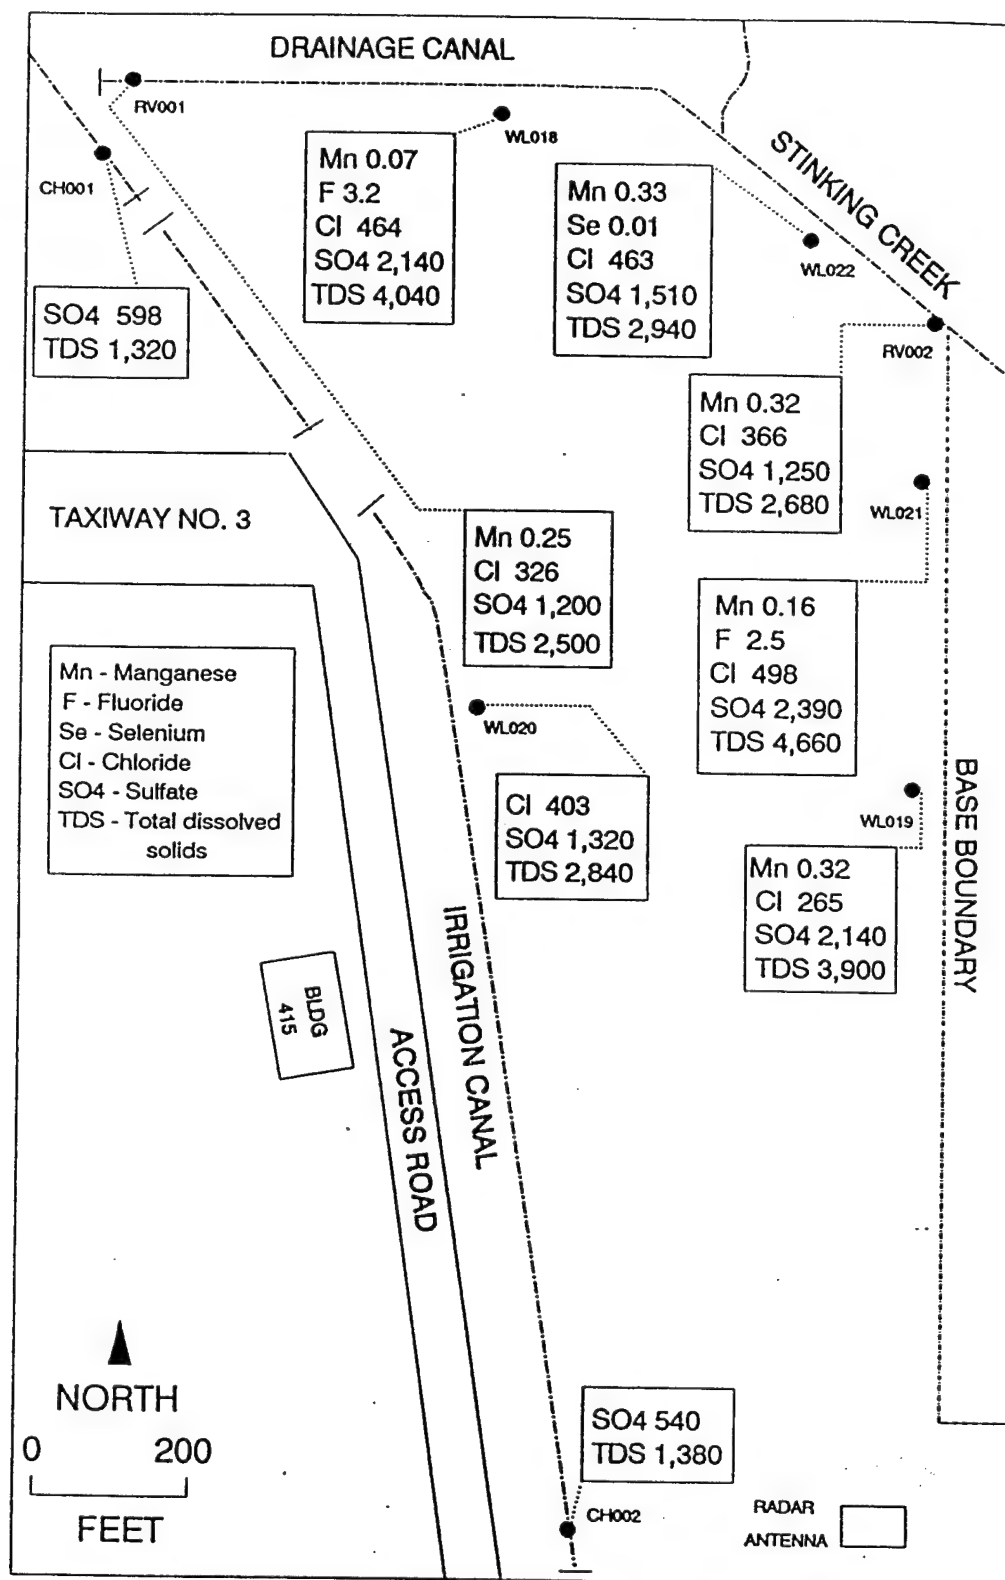 DRAINAGE CANAL
RV001
WL018
STINKING CREEK
CH001
Mn 0.07
F 3.2
Cl 464
SO4 2,140
TDS 4,040
Mn 0.33
Se 0.01
Cl 463
SO4 1,510
TDS 2,940
WL022
SO4 598
TDS 1,320
RV002
Mn 0.32
Cl 366
SO4 1,250
TDS 2,680
WL021
TAXIWAY NO. 3
Mn 0.25
Cl 326
SO4 1,200
TDS 2,500
Mn 0.16
F 2.5
Cl 498
SO4 2,390
TDS 4,660
Mn - Manganese
F - Fluoride
Se - Selenium
Cl - Chloride
SO4 - Sulfate
TDS - Total dissolved
solids
WL020
Cl 403
SO4 1,320
TDS 2,840
WL019
BASE BOUNDARY
Mn 0.32
Cl 265
SO4 2,140
TDS 3,900
IRRIGATION CANAL
BLDG
415
ACCESS ROAD
NORTH
0 200
FEET
SO4 540
TDS 1,380
CH002
RADAR
ANTENNA